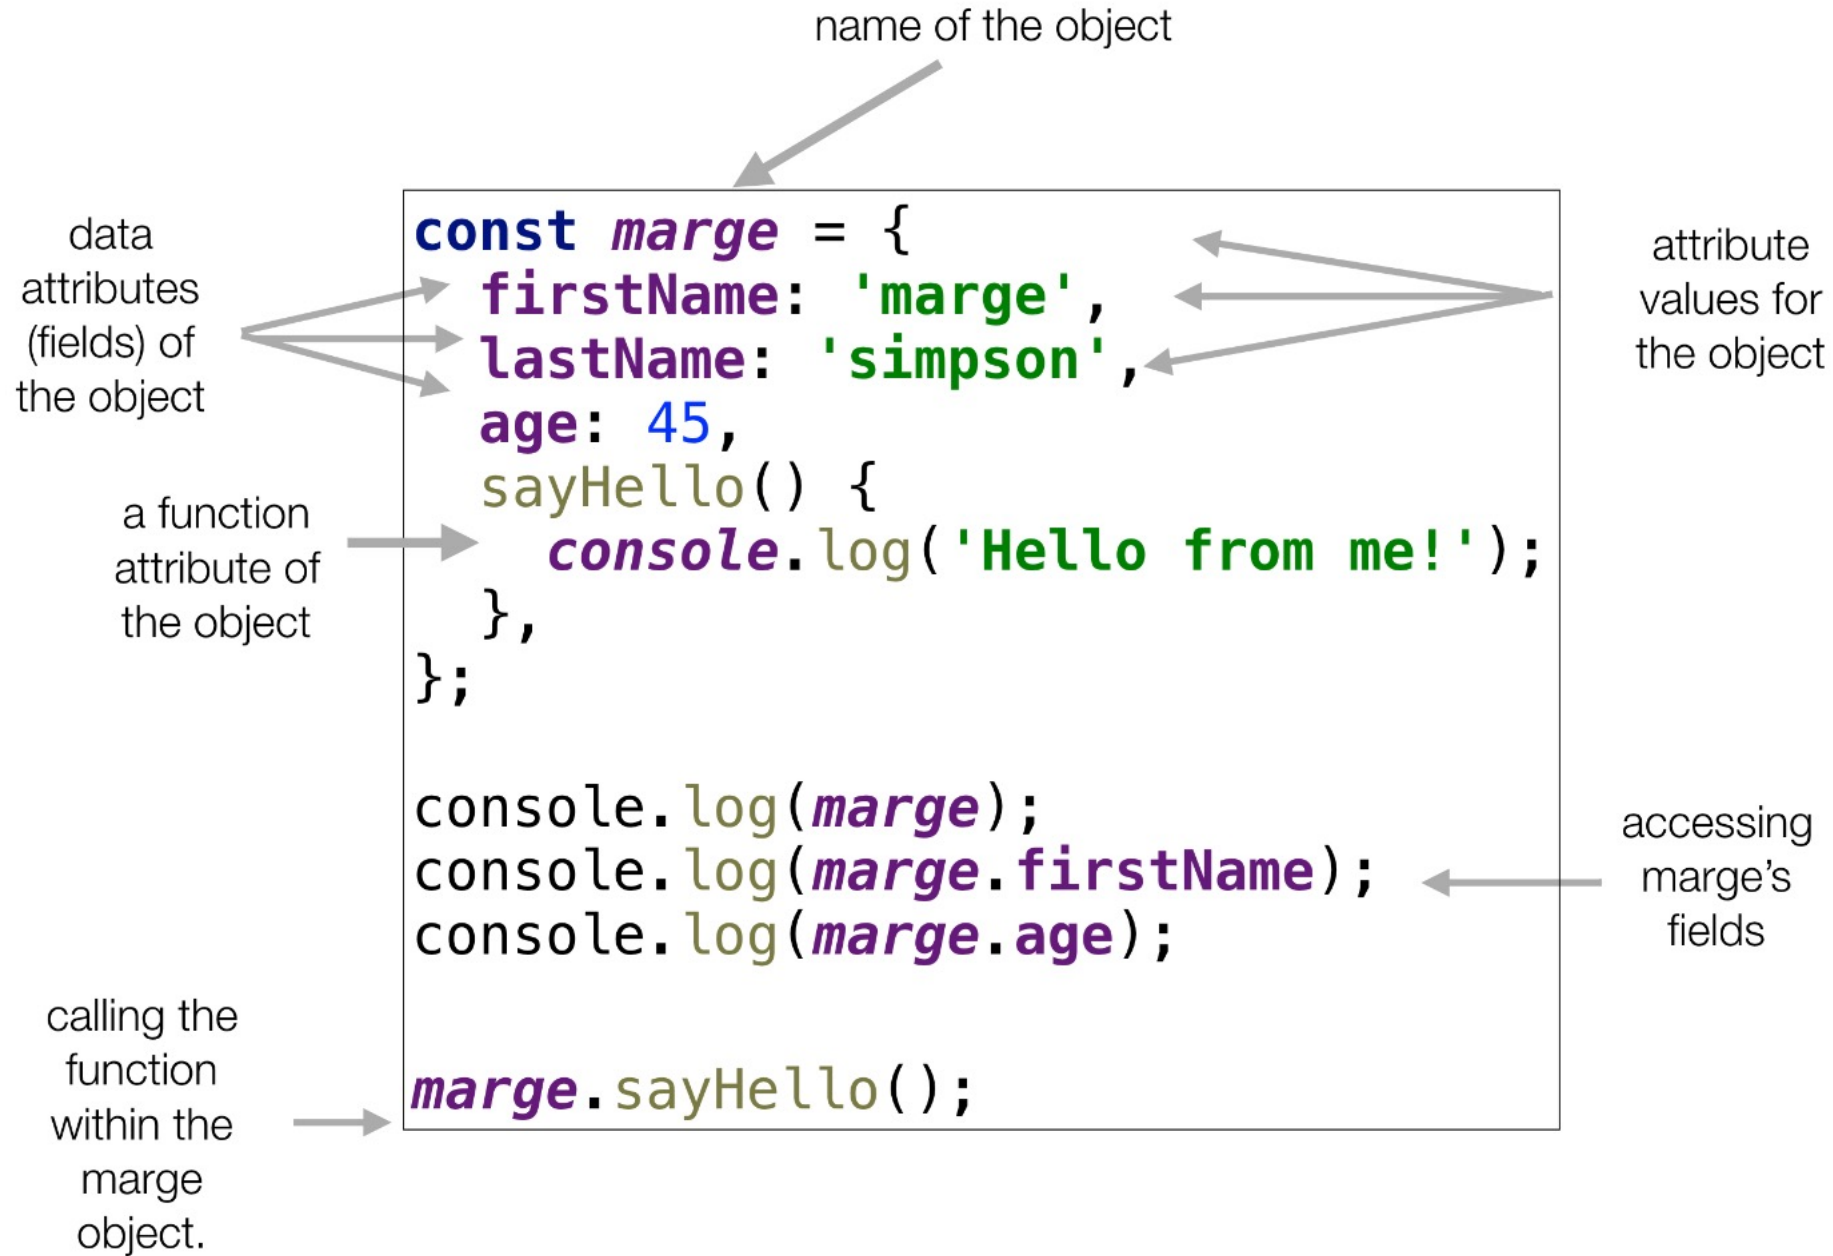 name of the object
data
attributes
(fields) of
the object
const marge = {
  firstName: 'marge',
  lastName: 'simpson',
  age: 45,
  sayHello() {
    console.log('Hello from me!');
  },
};
attribute
values for
the object
a function
attribute of
the object
console.log(marge);
console.log(marge.firstName);
console.log(marge.age);
accessing
marge’s
fields
marge.sayHello();
calling the
function
within the
marge
object.